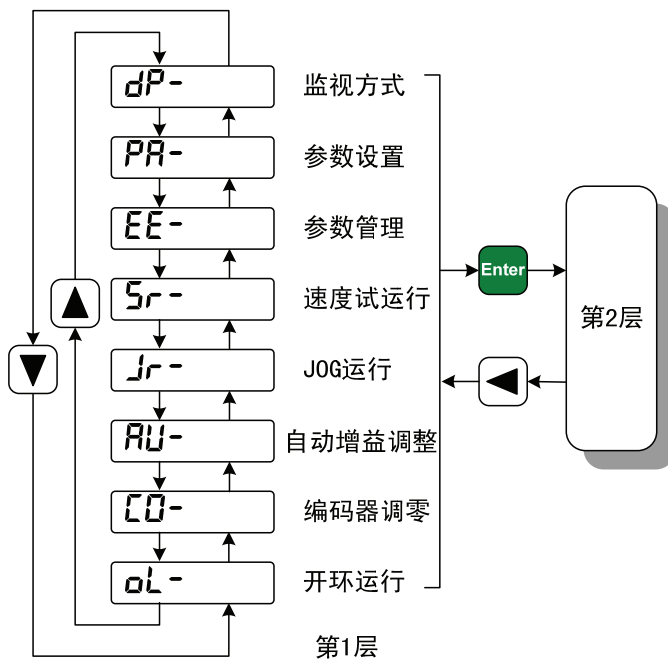 dP- 监视方式
PA- 参数设置
EE- 参数管理
Sr- 速度试运行
Jr- JOG运行
AU- 自动增益调整
CO- 编码器调零
oL- 开环运行
Enter
第2层
第1层